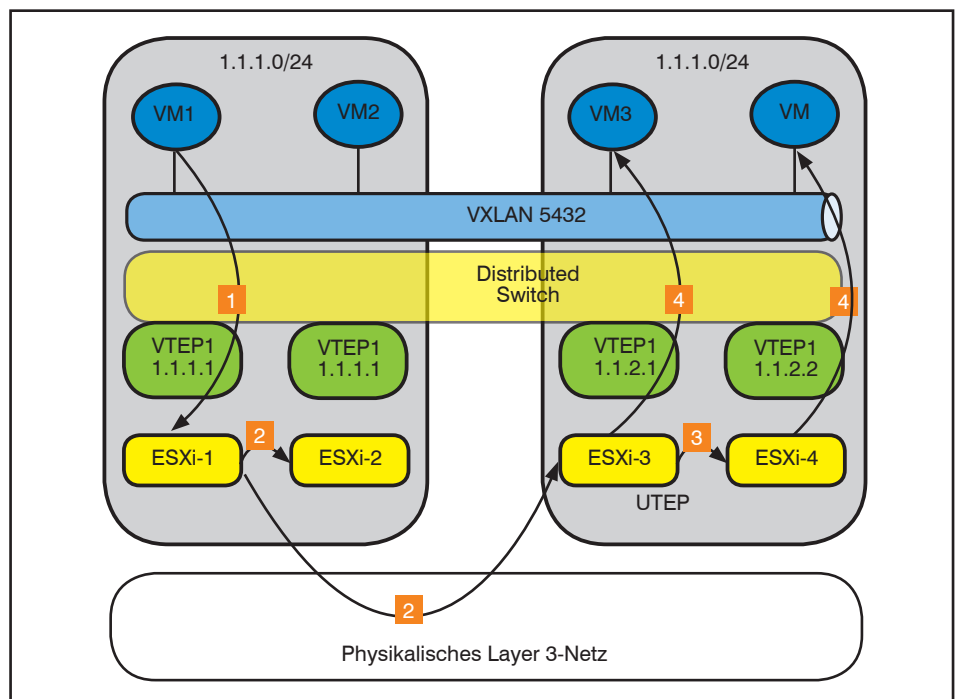 1.1.1.0/24
1.1.1.0/24
VM1
VM2
VM3
VM
VXLAN 5432
Distributed
Switch
1
4
4
VTEP1
1.1.1.1
VTEP1
1.1.1.1
VTEP1
1.1.2.1
VTEP1
1.1.2.2
2
3
ESXi-1
ESXi-2
ESXi-3
ESXi-4
UTEP
2
Physikalisches Layer 3-Netz